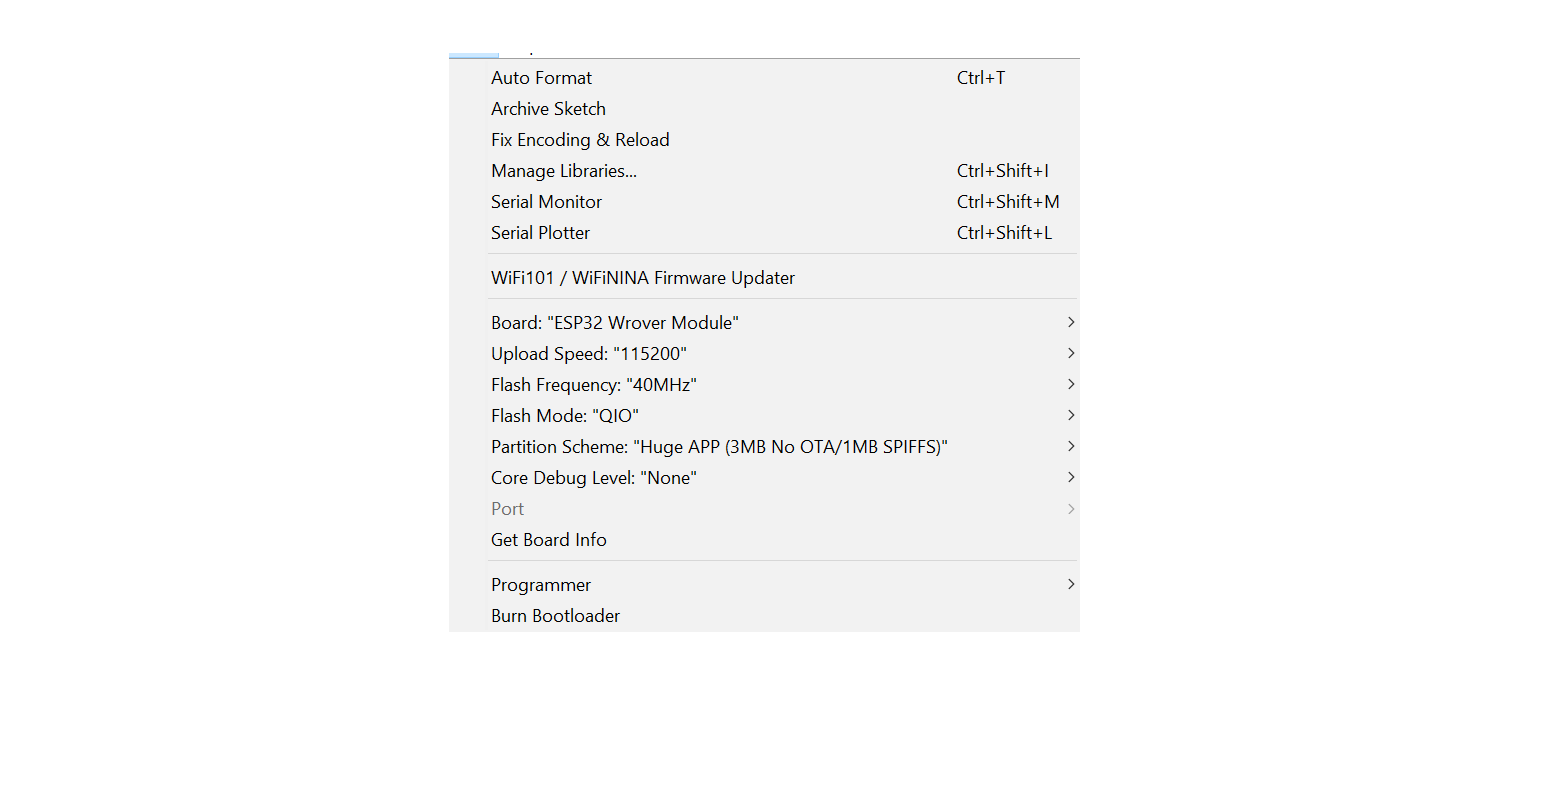 Auto Format Ctrl+T
Archive Sketch
Fix Encoding & Reload
Manage Libraries... Ctrl+Shift+I
Serial Monitor Ctrl+Shift+M
Serial Plotter Ctrl+Shift+L
WiFi101 / WiFiNINA Firmware Updater
Board: "ESP32 Wrover Module"
Upload Speed: "115200"
Flash Frequency: "40MHz"
Flash Mode: "QIO"
Partition Scheme: "Huge APP (3MB No OTA/1MB SPIFFS)"
Core Debug Level: "None"
Port
Get Board Info
Programmer
Burn Bootloader